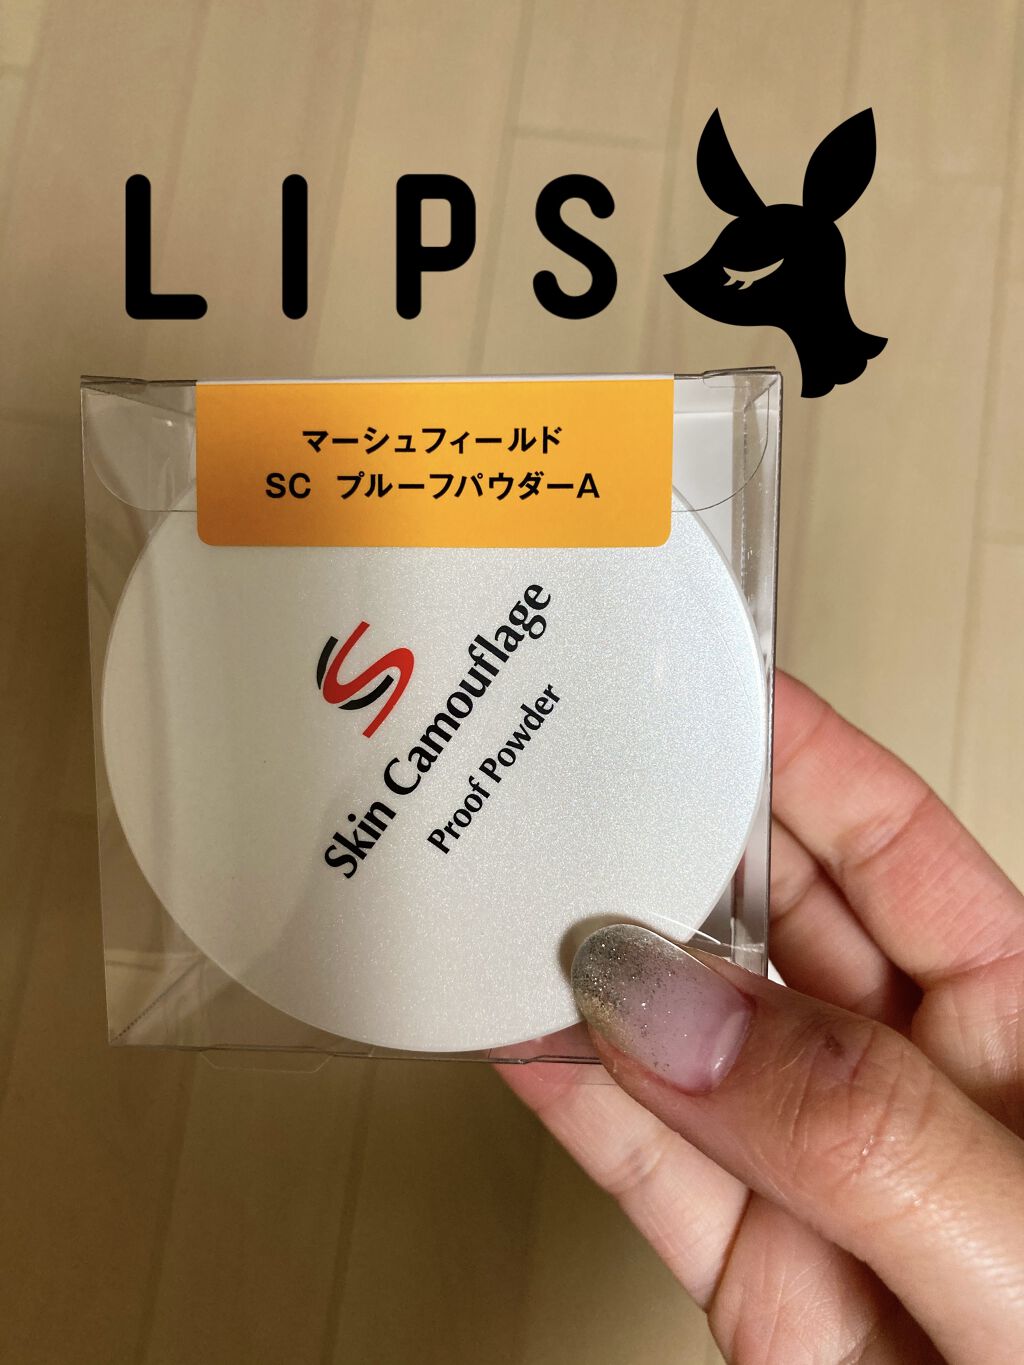 LIPS
マーシュフィールド
SC プルーフパウダーA
Skin Camouflage
Proof Powder